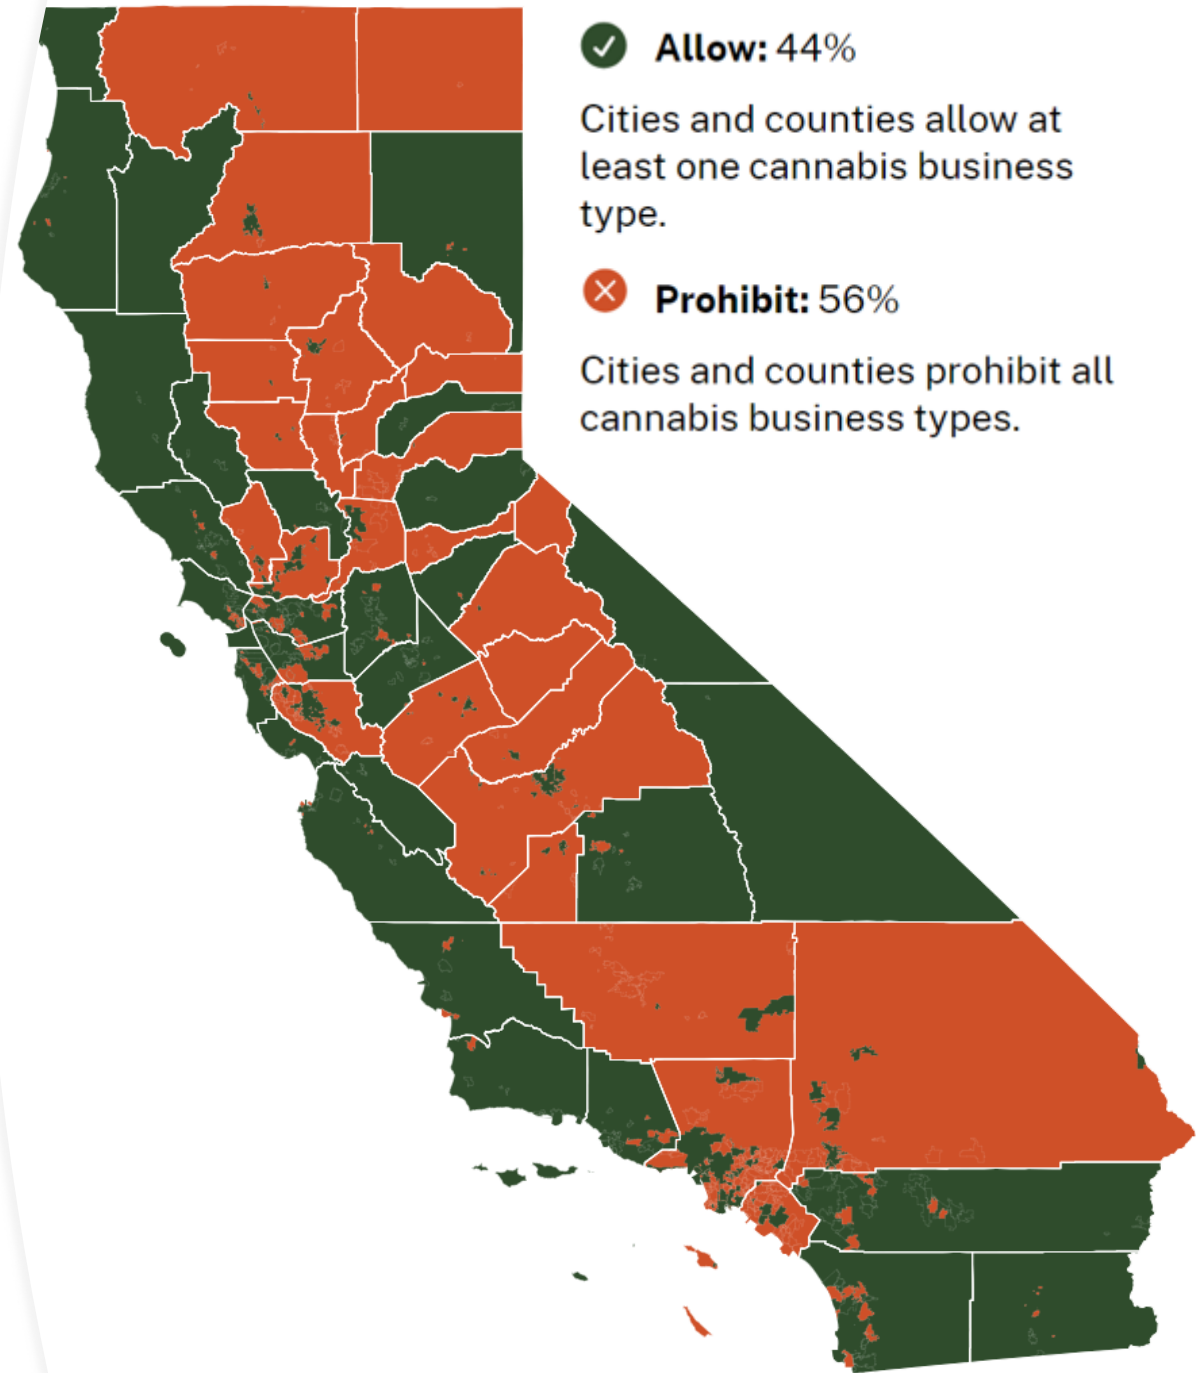 Allow: 44%
Cities and counties allow at
least one cannabis business
type.
Prohibit: 56%
Cities and counties prohibit all
cannabis business types.